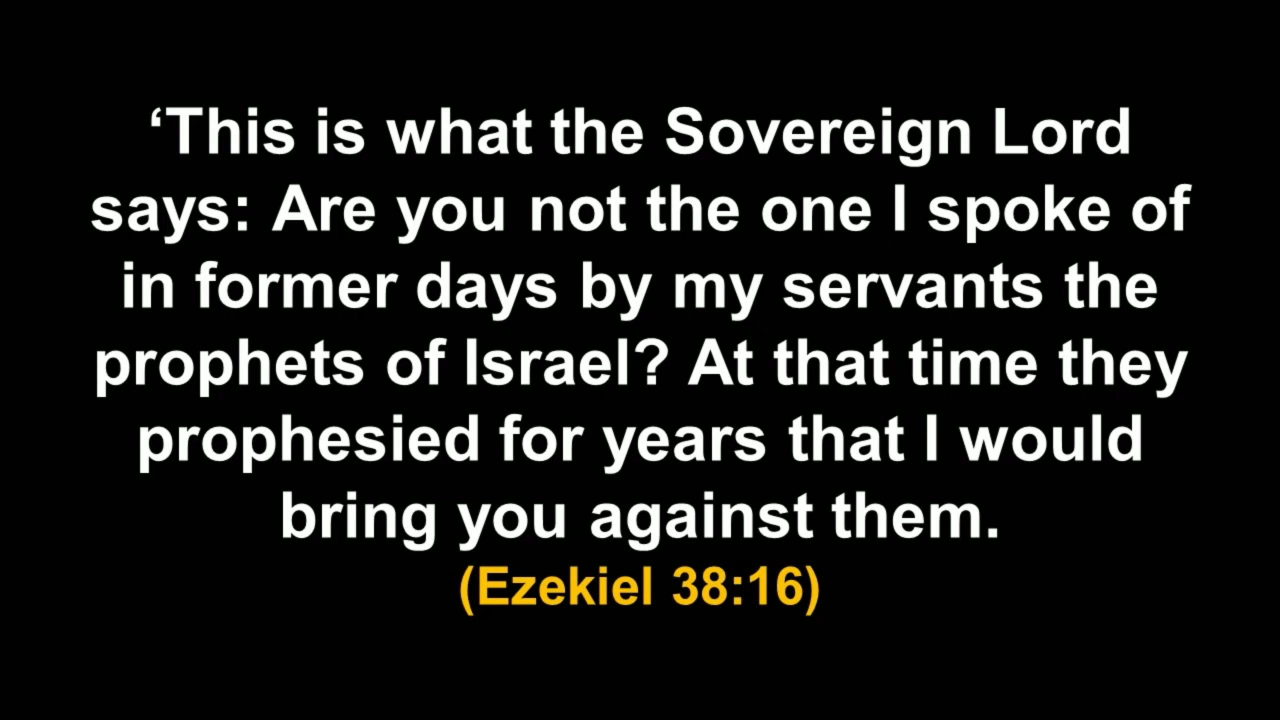 ‘This is what the Sovereign Lord
says: Are you not the one I spoke of
in former days by my servants the
prophets of Israel? At that time they
prophesied for years that I would
bring you against them.
(Ezekiel 38:16)